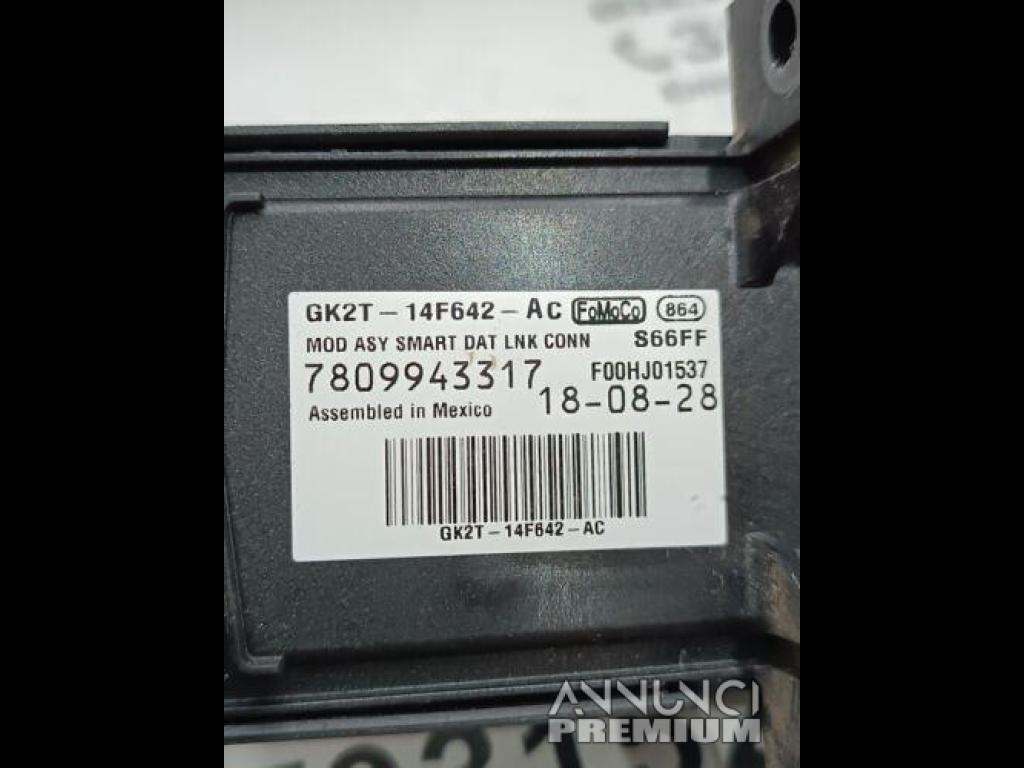 GK2T-14F642-AC FoMoCo 864
MOD ASY SMART DAT LNK CONN S66FF
7809943317 F00HJ01537
Assembled in Mexico 18-08-28
GK2T-14F642-AC
ANNUNCI
PREMIUM